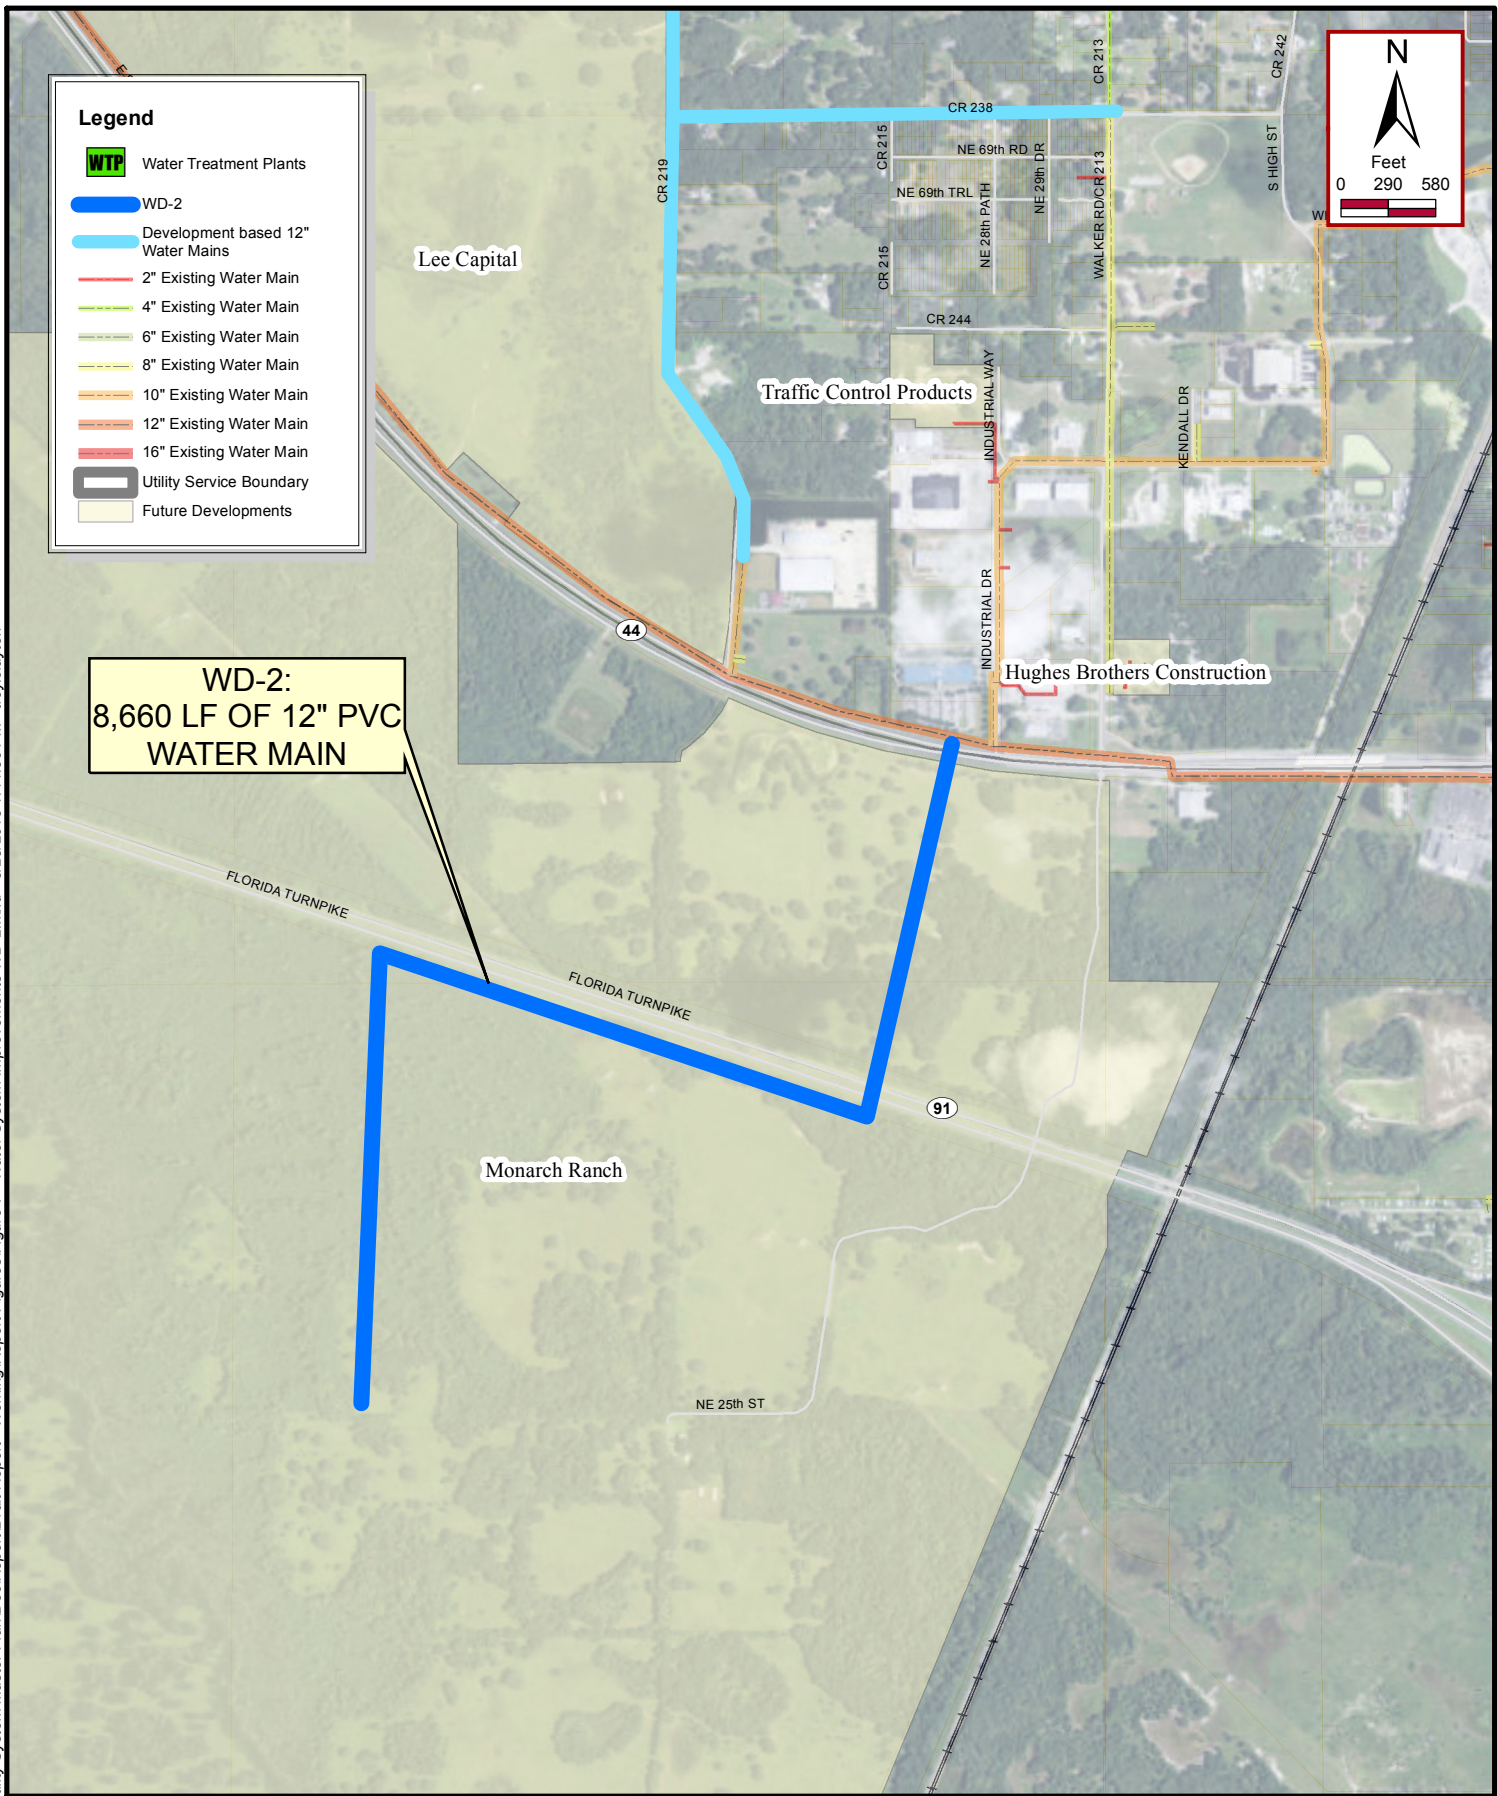 Legend
WTP
Water Treatment Plants
WD-2
Development based 12"
Water Mains
2" Existing Water Main
4" Existing Water Main
6" Existing Water Main
8" Existing Water Main
10" Existing Water Main
12" Existing Water Main
16" Existing Water Main
Utility Service Boundary
Future Developments
N
Feet
0 290 580
CR 213
CR 242
CR 238
CR 219
CR 215
NE 69th RD
NE 29th DR
S HIGH ST
NE 69th TRL
NE 28th PATH
WALKER RD/CR 213
CR 215
Lee Capital
CR 244
Traffic Control Products
INDUSTRIAL WAY
KENDALL DR
INDUSTRIAL DR
44
Hughes Brothers Construction
WD-2:
8,660 LF OF 12" PVC
WATER MAIN
FLORIDA TURNPIKE
FLORIDA TURNPIKE
91
Monarch Ranch
NE 25th ST